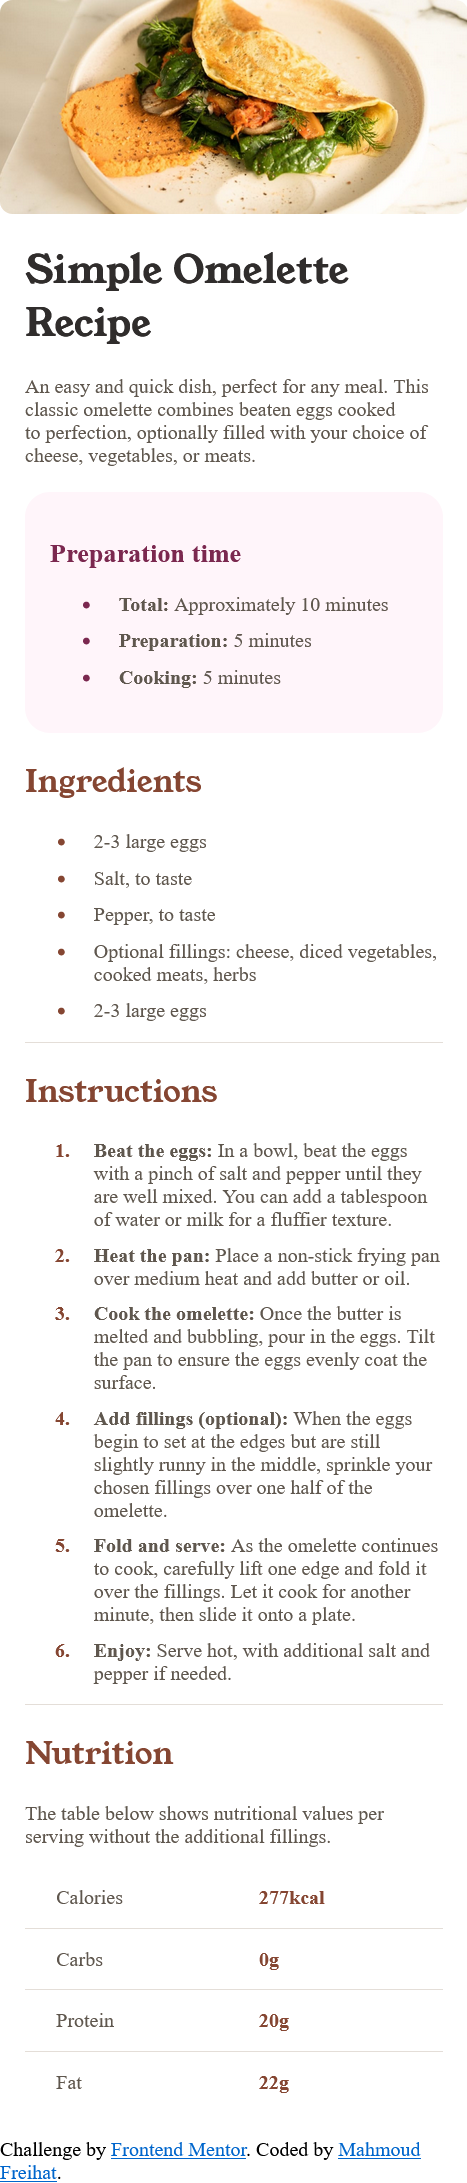 Simple Omelette
Recipe
An easy and quick dish, perfect for any meal. This
classic omelette combines beaten eggs cooked
to perfection, optionally filled with your choice of
cheese, vegetables, or meats.
Preparation time
• Total: Approximately 10 minutes
• Preparation: 5 minutes
• Cooking: 5 minutes
Ingredients
• 2-3 large eggs
• Salt, to taste
• Pepper, to taste
• Optional fillings: cheese, diced vegetables,
cooked meats, herbs
• 2-3 large eggs
Instructions
1. Beat the eggs: In a bowl, beat the eggs
with a pinch of salt and pepper until they
are well mixed. You can add a tablespoon
of water or milk for a fluffier texture.
2. Heat the pan: Place a non-stick frying pan
over medium heat and add butter or oil.
3. Cook the omelette: Once the butter is
melted and bubbling, pour in the eggs. Tilt
the pan to ensure the eggs evenly coat the
surface.
4. Add fillings (optional): When the eggs
begin to set at the edges but are still
slightly runny in the middle, sprinkle your
chosen fillings over one half of the
omelette.
5. Fold and serve: As the omelette continues
to cook, carefully lift one edge and fold it
over the fillings. Let it cook for another
minute, then slide it onto a plate.
6. Enjoy: Serve hot, with additional salt and
pepper if needed.
Nutrition
The table below shows nutritional values per
serving without the additional fillings.
Calories 277kcal
Carbs 0g
Protein 20g
Fat 22g
Challenge by Frontend Mentor. Coded by Mahmoud
Freihat.